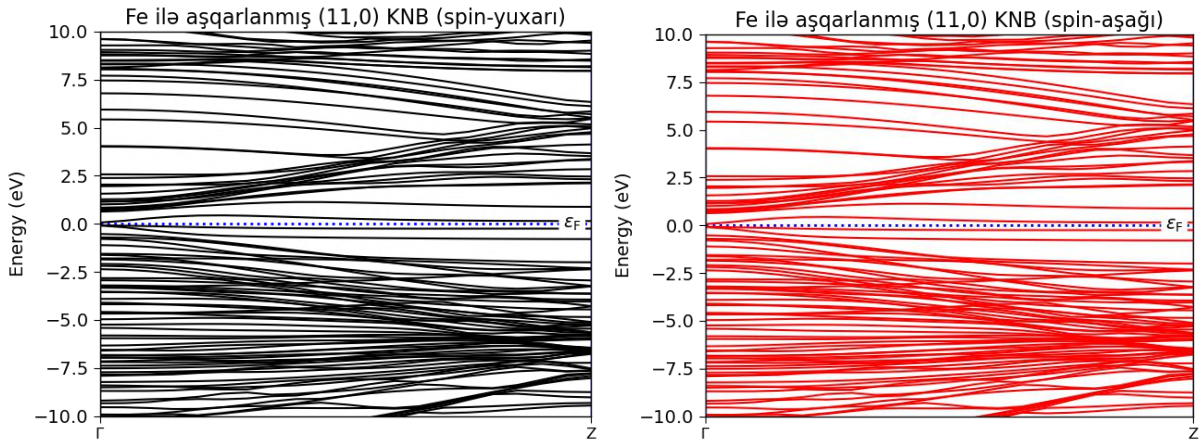 Fe ilə aşqarlanmış (11,0) KNB (spin-yuxarı)
10.0
7.5
5.0
2.5
0.0
−2.5
−5.0
−7.5
−10.0
Energy (eV)
εF
Γ
Z
Fe ilə aşqarlanmış (11,0) KNB (spin-aşağı)
10.0
7.5
5.0
2.5
0.0
−2.5
−5.0
−7.5
−10.0
Energy (eV)
εF
Γ
Z